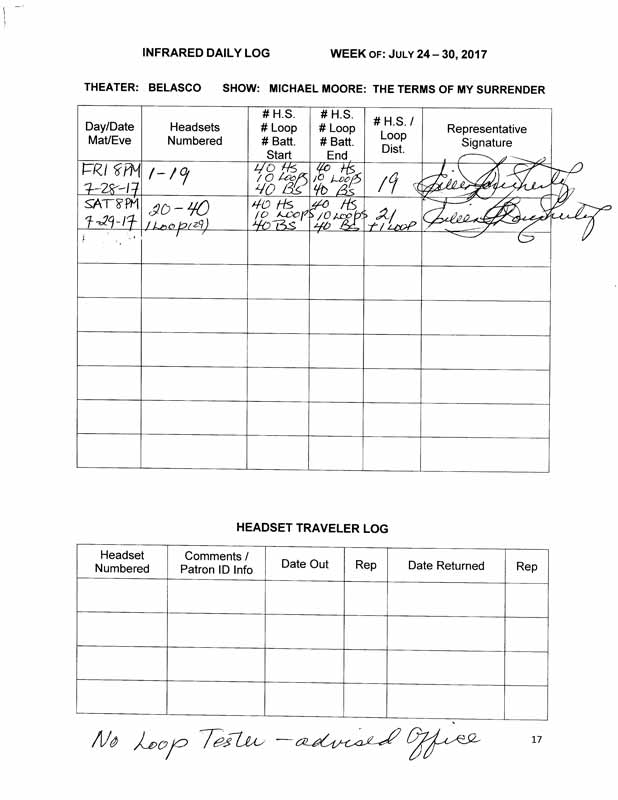 INFRARED DAILY LOG WEEK OF: JULY 24 – 30, 2017
THEATER: BELASCO SHOW: MICHAEL MOORE: THE TERMS OF MY SURRENDER
Day/Date
Mat/Eve
Headsets
Numbered
# H.S.
# Loop
# Batt.
Start
# H.S.
# Loop
# Batt.
End
# H.S. /
Loop
Dist.
Representative
Signature
FRI 8PM
7-28-17
1-19
40 HS
10 LOOPS
40 BS
40 HS
10 LOOPS
40 BS
19
Eileen Dougherty
SAT 8PM
7-29-17
20-40
1 LOOP (29)
40 HS
10 LOOPS
40 BS
40 HS
10 LOOPS
40 BS
21
+1 LOOP
Eileen Dougherty
HEADSET TRAVELER LOG
Headset
Numbered
Comments /
Patron ID Info
Date Out
Rep
Date Returned
Rep
No Loop Tester – advised Office
17